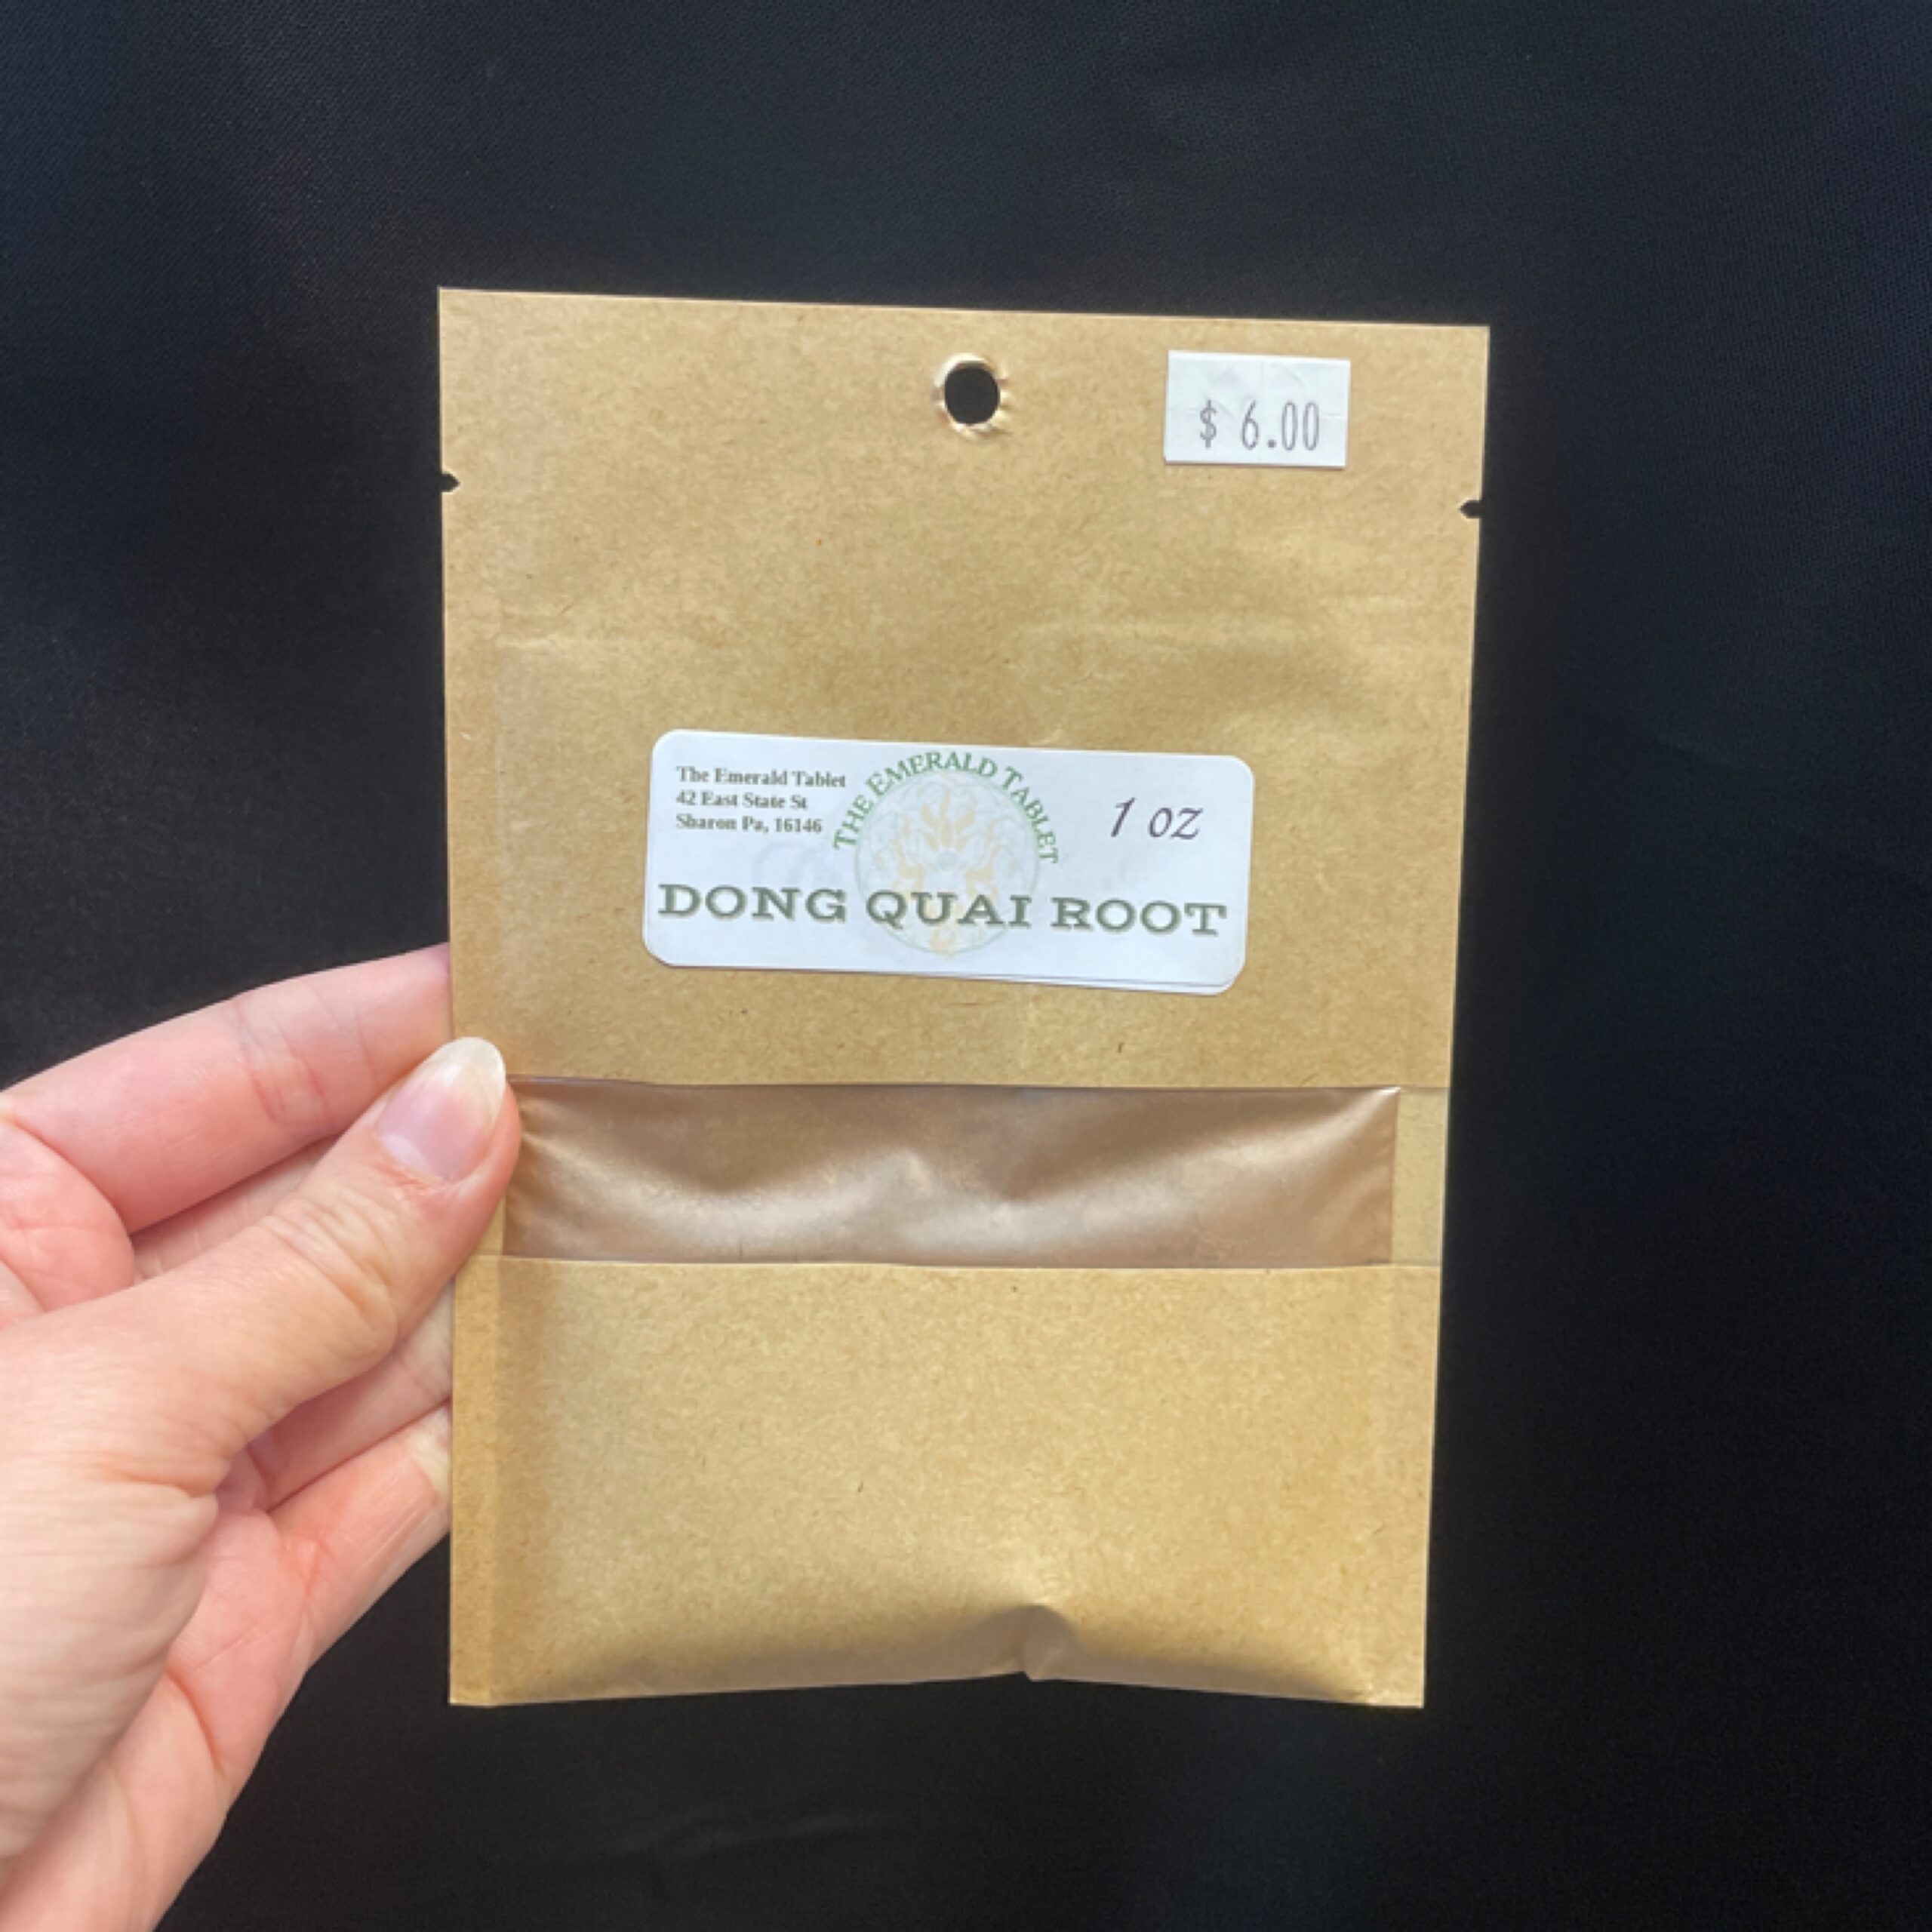 $ 6.00
The Emerald Tablet
42 East State St
Sharon Pa, 16146
THE EMERALD TABLET
1 oz
DONG QUAI ROOT